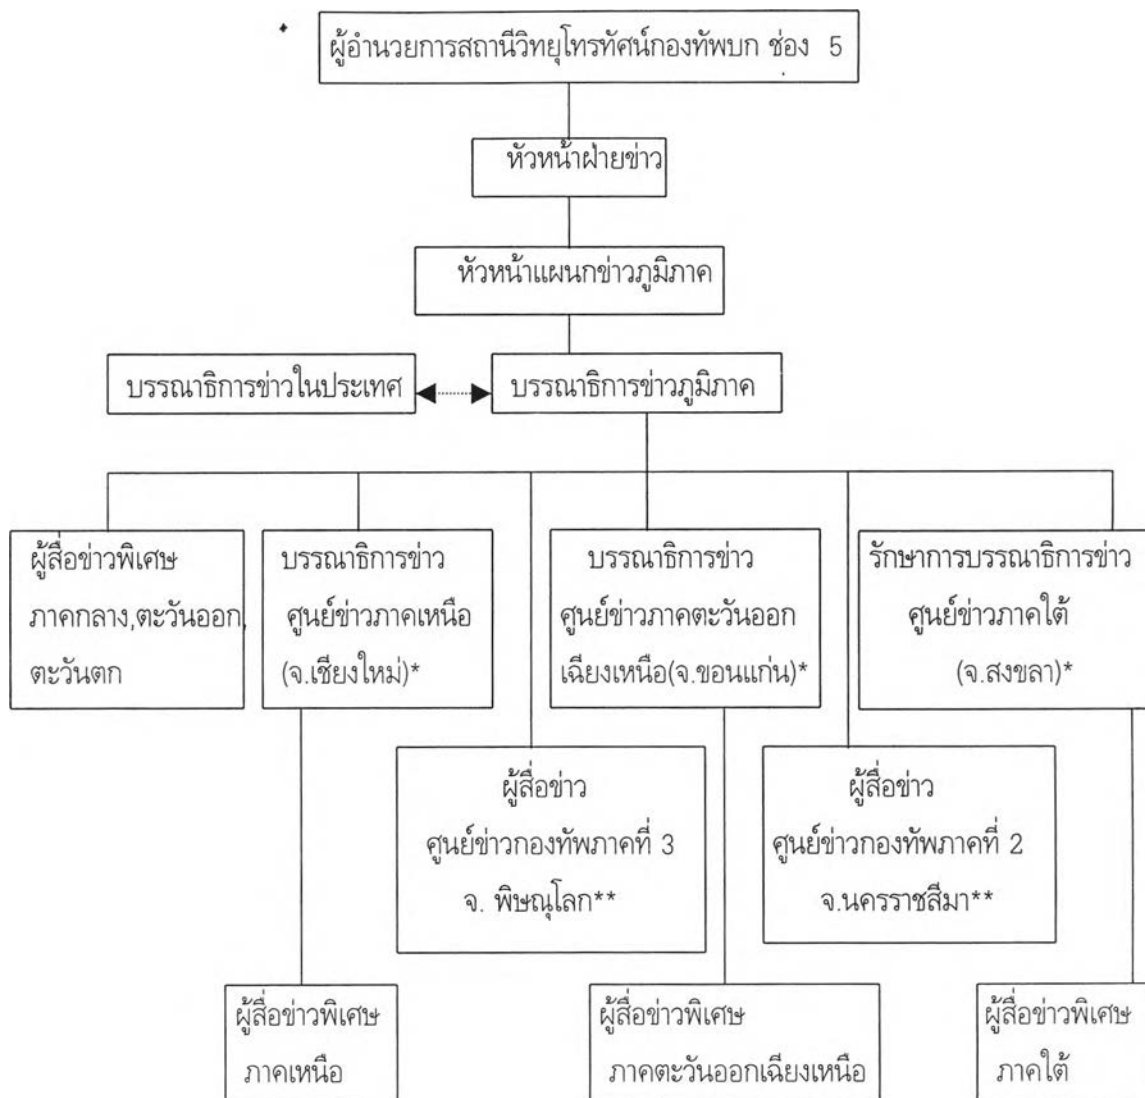 ผู้อำนวยการสถานีวิทยุโทรทัศน์กองทัพบก ช่อง 5
หัวหน้าฝ่ายข่าว
หัวหน้าแผนกข่าวภูมิภาค
บรรณาธิการข่าวในประเทศ
บรรณาธิการข่าวภูมิภาค
ผู้สื่อข่าวพิเศษ
ภาคกลาง,ตะวันออก,
ตะวันตก
บรรณาธิการข่าว
ศูนย์ข่าวภาคเหนือ
(จ.เชียงใหม่)*
บรรณาธิการข่าว
ศูนย์ข่าวภาคตะวันออก
เฉียงเหนือ(จ.ขอนแก่น)*
รักษาการบรรณาธิการข่าว
ศูนย์ข่าวภาคใต้
(จ.สงขลา)*
ผู้สื่อข่าว
ศูนย์ข่าวกองทัพภาคที่ 3
จ. พิษณุโลก**
ผู้สื่อข่าว
ศูนย์ข่าวกองทัพภาคที่ 2
จ.นครราชสีมา**
ผู้สื่อข่าวพิเศษ
ภาคเหนือ
ผู้สื่อข่าวพิเศษ
ภาคตะวันออกเฉียงเหนือ
ผู้สื่อข่าวพิเศษ
ภาคใต้